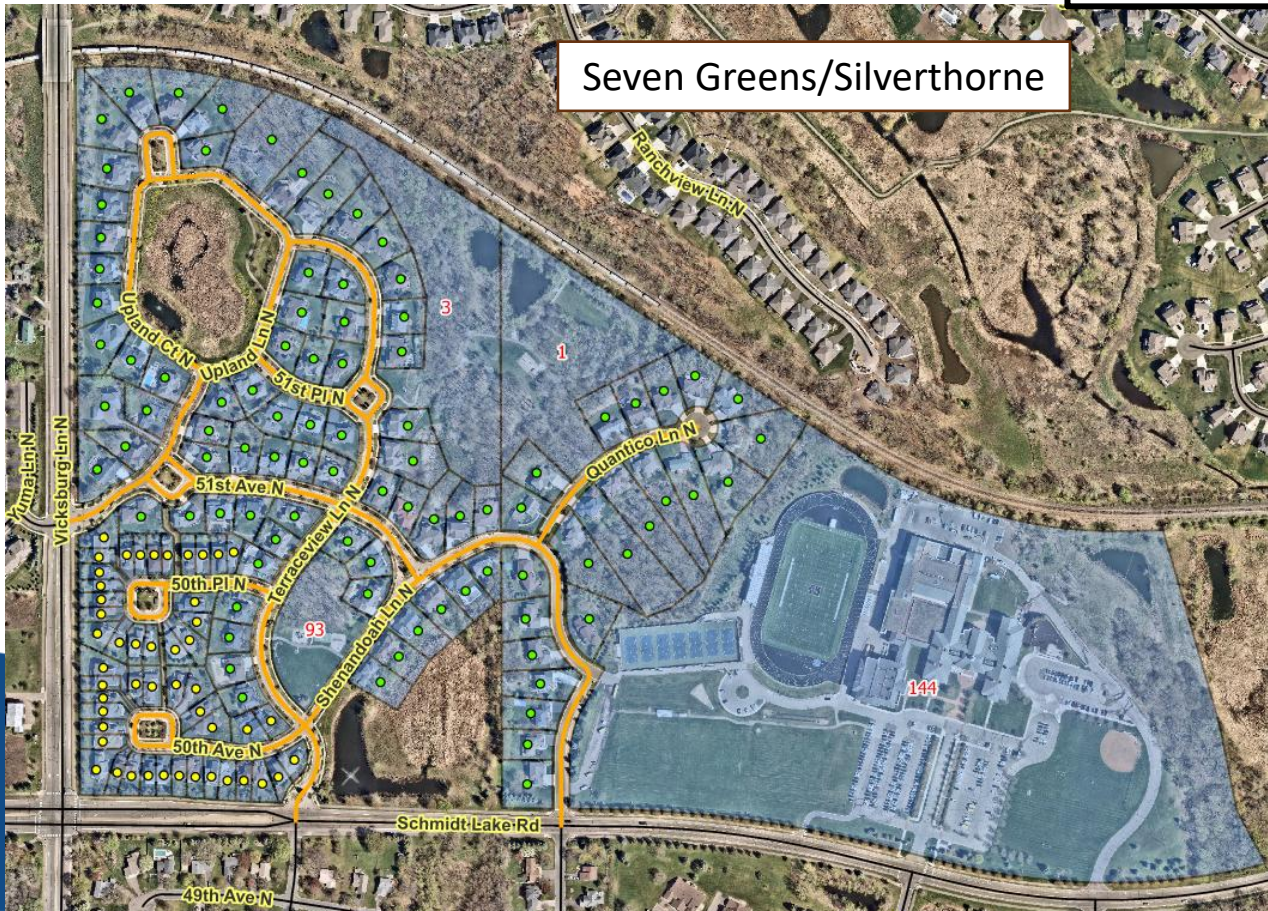 Seven Greens/Silverthorne
Ranchview Ln N
3
1
Upland Ct N
Upland Ln N
51st Pl N
Quantico Ln N
Yuma Ln N
Vicksburg Ln N
51st Ave N
Terraceview Ln N
50th Pl N
Shenandoah Ln N
93
144
50th Ave N
Schmidt Lake Rd
49th Ave N